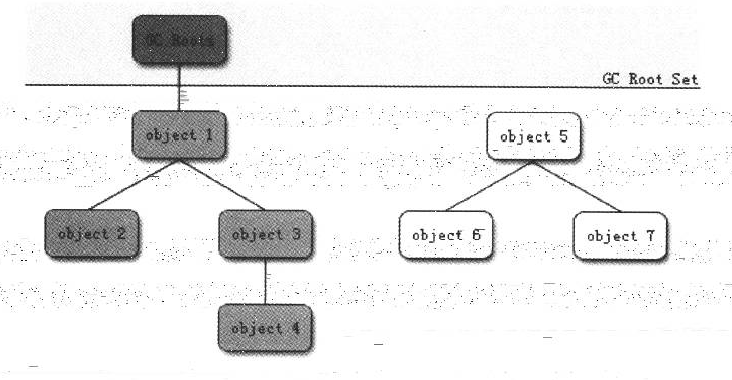 GC Roots
GC Root Set
object 1
object 5
object 2
object 3
object 6
object 7
object 4